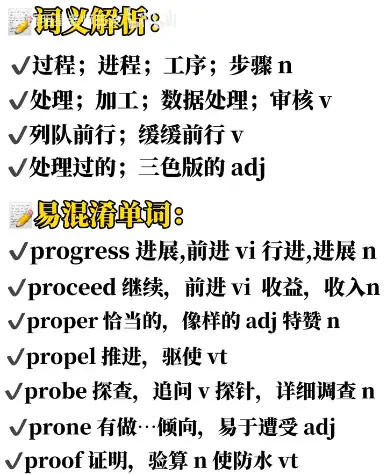 词义解析：
✓过程；进程；工序；步骤 n
✓处理；加工；数据处理；审核 v
✓列队前行；缓缓前行 v
✓处理过的；三色版的 adj
易混淆单词：
✓progress 进展,前进 vi 行进,进展 n
✓proceed 继续，前进 vi 收益，收入n
✓proper 恰当的，像样的 adj 特赞 n
✓propel 推进，驱使 vt
✓probe 探查，追问 v 探针，详细调查 n
✓prone 有做…倾向，易于遭受 adj
✓proof 证明，验算 n 使防水 vt